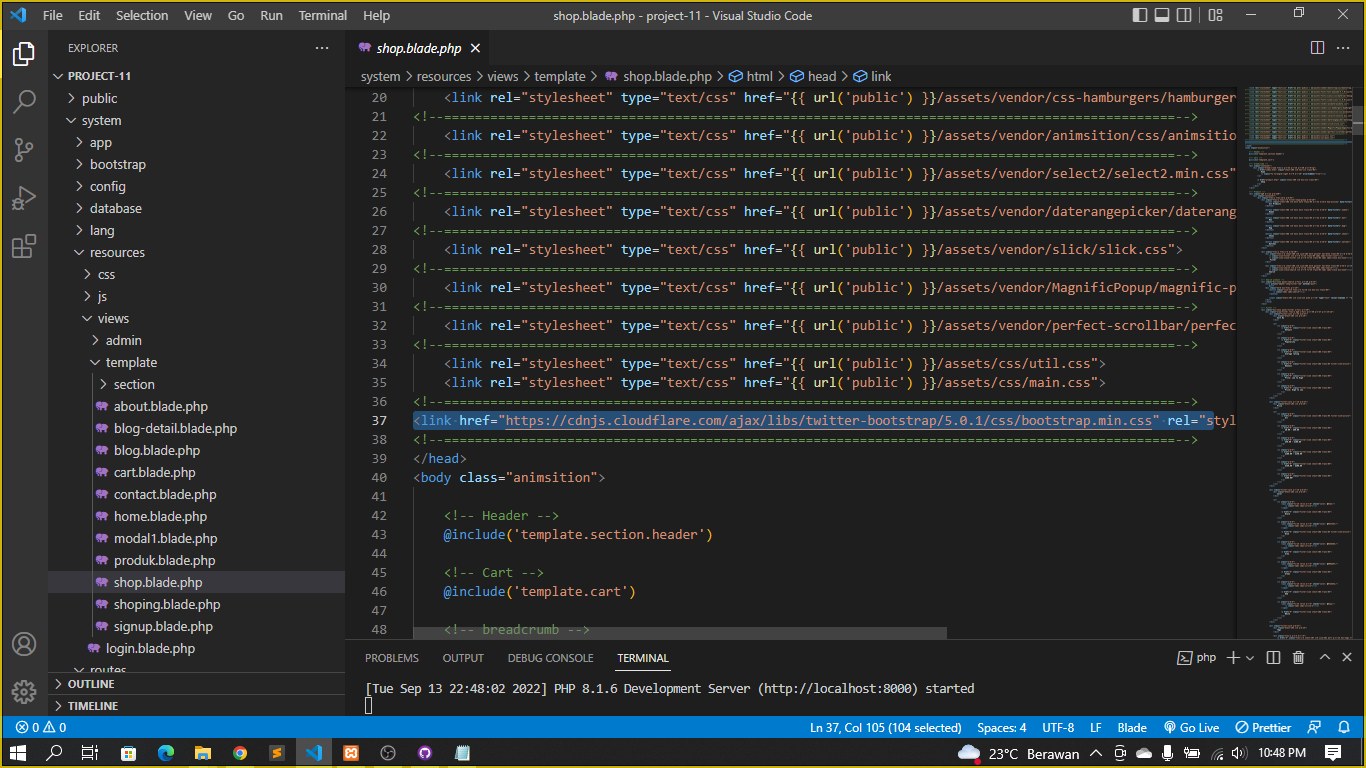 File Edit Selection View Go Run Terminal Help shop.blade.php - project-11 - Visual Studio Code
EXPLORER
PROJECT-11
public
system
app
bootstrap
config
database
lang
resources
css
js
views
admin
template
section
about.blade.php
blog-detail.blade.php
blog.blade.php
cart.blade.php
contact.blade.php
home.blade.php
modal1.blade.php
produk.blade.php
shop.blade.php
shoping.blade.php
signup.blade.php
login.blade.php
routes
OUTLINE
TIMELINE
shop.blade.php
system > resources > views > template > shop.blade.php > html > head > link
20 <link rel="stylesheet" type="text/css" href="{{ url('public') }}/assets/vendor/css-hamburgers/hamburger
21 <!--===============================================================================================-->
22 <link rel="stylesheet" type="text/css" href="{{ url('public') }}/assets/vendor/animsition/css/animsitio
23 <!--===============================================================================================-->
24 <link rel="stylesheet" type="text/css" href="{{ url('public') }}/assets/vendor/select2/select2.min.css"
25 <!--===============================================================================================-->
26 <link rel="stylesheet" type="text/css" href="{{ url('public') }}/assets/vendor/daterangepicker/daterang
27 <!--===============================================================================================-->
28 <link rel="stylesheet" type="text/css" href="{{ url('public') }}/assets/vendor/slick/slick.css">
29 <!--===============================================================================================-->
30 <link rel="stylesheet" type="text/css" href="{{ url('public') }}/assets/vendor/MagnificPopup/magnific-p
31 <!--===============================================================================================-->
32 <link rel="stylesheet" type="text/css" href="{{ url('public') }}/assets/vendor/perfect-scrollbar/perfec
33 <!--===============================================================================================-->
34 <link rel="stylesheet" type="text/css" href="{{ url('public') }}/assets/css/util.css">
35 <link rel="stylesheet" type="text/css" href="{{ url('public') }}/assets/css/main.css">
36 <!--===============================================================================================-->
37 <link href="https://cdnjs.cloudflare.com/ajax/libs/twitter-bootstrap/5.0.1/css/bootstrap.min.css" rel="styl
38 <!--===============================================================================================-->
39 </head>
40 <body class="animsition">
41
42 <!-- Header -->
43 @include('template.section.header')
44
45 <!-- Cart -->
46 @include('template.cart')
47
48 <!-- breadcrumb -->
PROBLEMS OUTPUT DEBUG CONSOLE TERMINAL php
[Tue Sep 13 22:48:02 2022] PHP 8.1.6 Development Server (http://localhost:8000) started
0 0 Ln 37, Col 105 (104 selected) Spaces: 4 UTF-8 LF Blade Go Live Prettier
23°C Berawan 10:48 PM